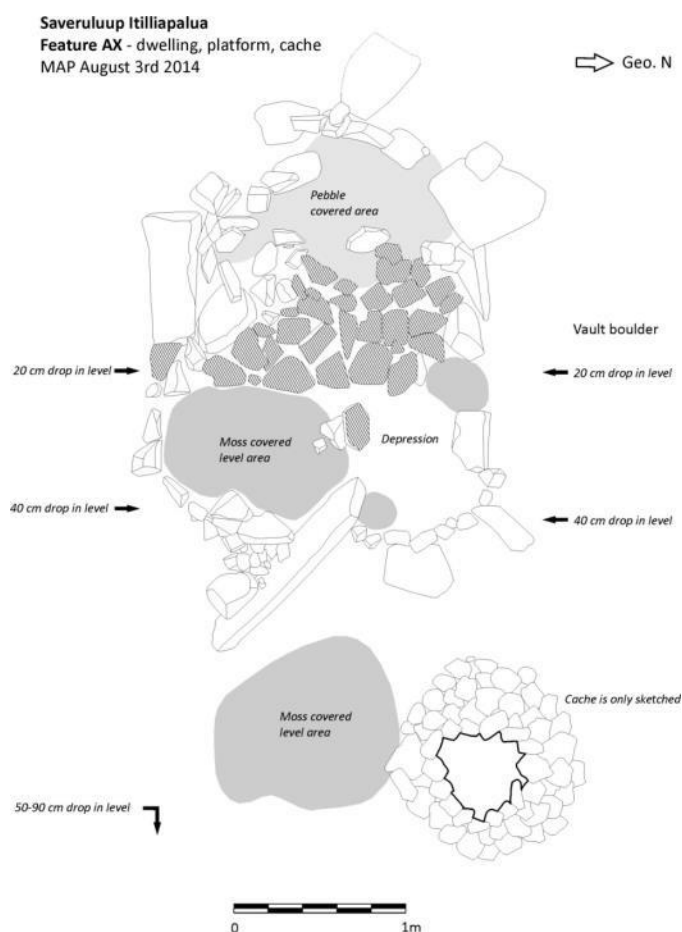 Saveruluup Itilliapalua
Feature AX - dwelling, platform, cache
MAP August 3rd 2014
Geo. N
Pebble
covered area
Vault boulder
20 cm drop in level
20 cm drop in level
Moss covered
level area
Depression
40 cm drop in level
40 cm drop in level
Moss covered
level area
Cache is only sketched
50-90 cm drop in level
0
1m